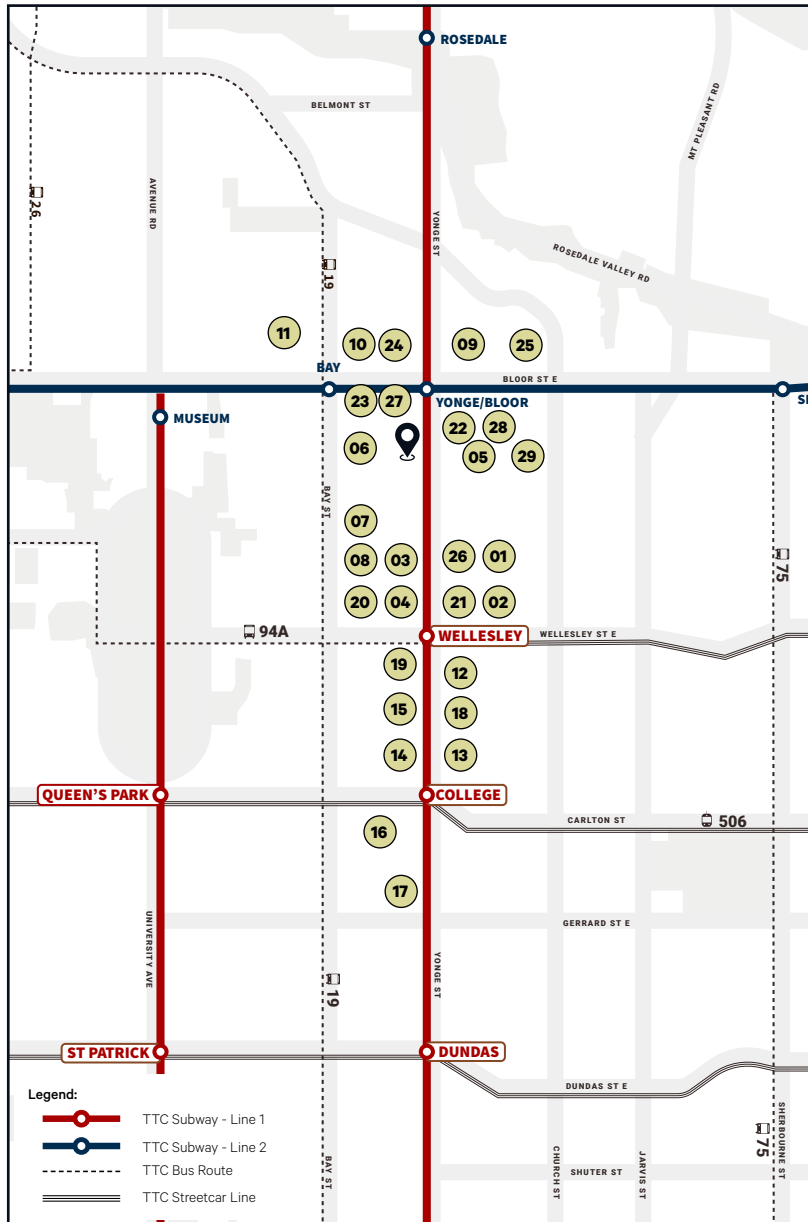 ROSEDALE
BELMONT ST
MT PLEASANT RD
AVENUE RD
26
YONGE ST
ROSEDALE VALLEY RD
19
11
10
24
09
25
BAY
BLOOR ST E
23
27
YONGE/BLOOR
SH
MUSEUM
22
28
06
05
29
BAY ST
07
08
03
26
01
75
20
04
21
02
94A
WELLESLEY
WELLESLEY ST E
19
12
15
18
14
13
QUEEN'S PARK
COLLEGE
CARLTON ST
506
16
17
UNIVERSITY AVE
GERRARD ST E
YONGE ST
19
ST PATRICK
DUNDAS
DUNDAS ST E
Legend:
TTC Subway - Line 1
TTC Subway - Line 2
TTC Bus Route
TTC Streetcar Line
BAY ST
CHURCH ST
JARVIS ST
SHUTER ST
75
SHERBOURNE ST